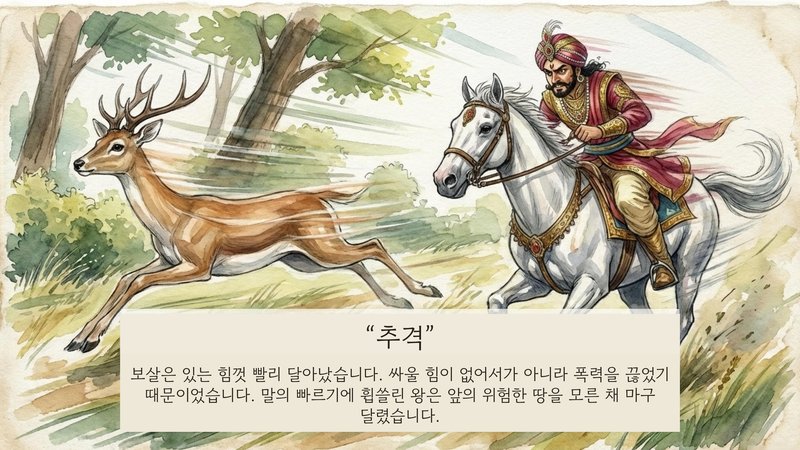 “추격”
보살은 있는 힘껏 빨리 달아났습니다. 싸울 힘이 없어서가 아니라 폭력을 끊었기
때문이었습니다. 말의 빠르기에 휩쓸린 왕은 앞의 위험한 땅을 모른 채 마구
달렸습니다.